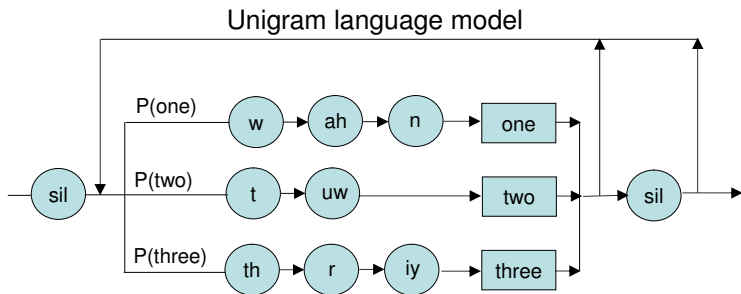 Unigram language model
P(one)
w ah n one
sil P(two) t uw two sil
P(three)
th r iy three